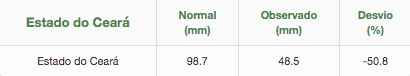 Estado do Ceará Normal (mm) Observado (mm) Desvio (%)
Estado do Ceará 98.7 48.5 -50.8